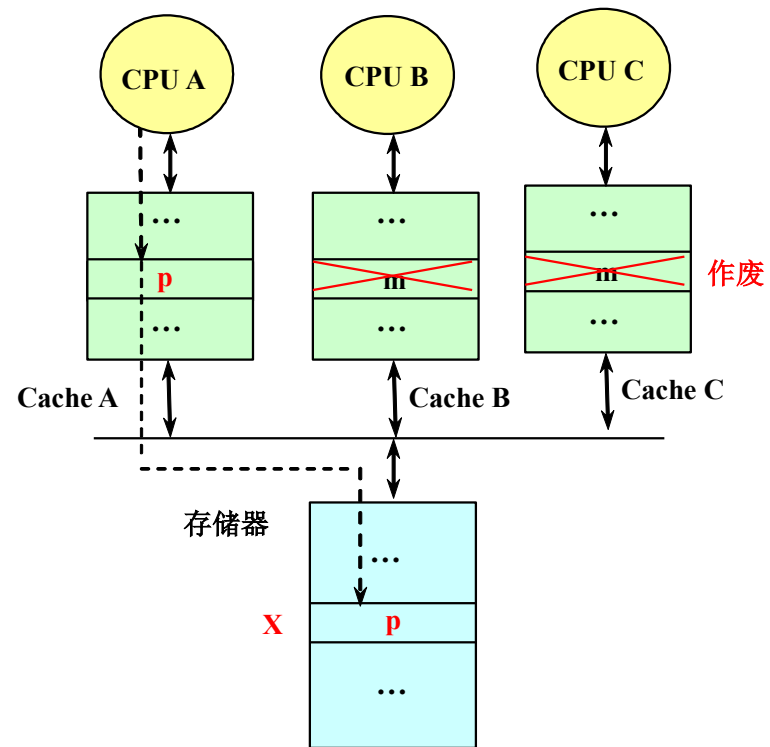 CPU A
CPU B
CPU C
...
...
...
p
m
m
作废
...
...
...
Cache A
Cache B
Cache C
存储器
...
X
p
...